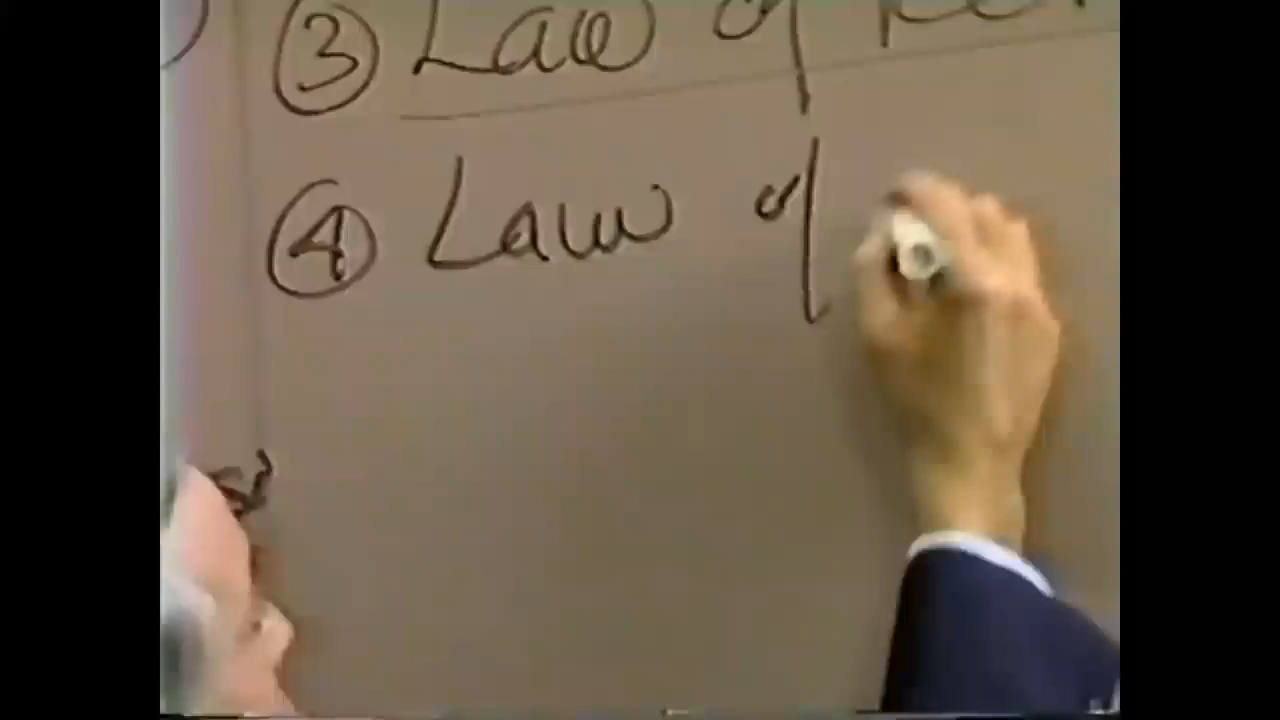 ③ Law of
④ Law of